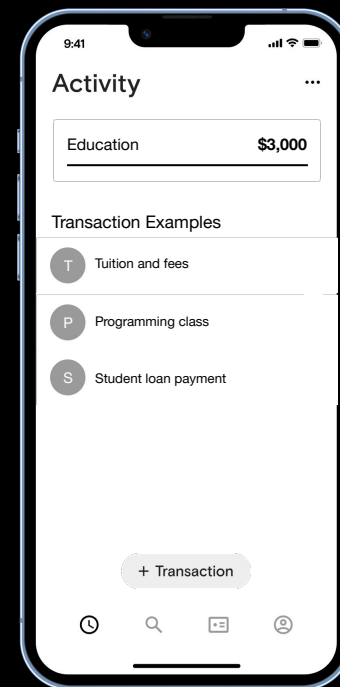 9:41
Activity
Education $3,000
Transaction Examples
T Tuition and fees
P Programming class
S Student loan payment
+ Transaction